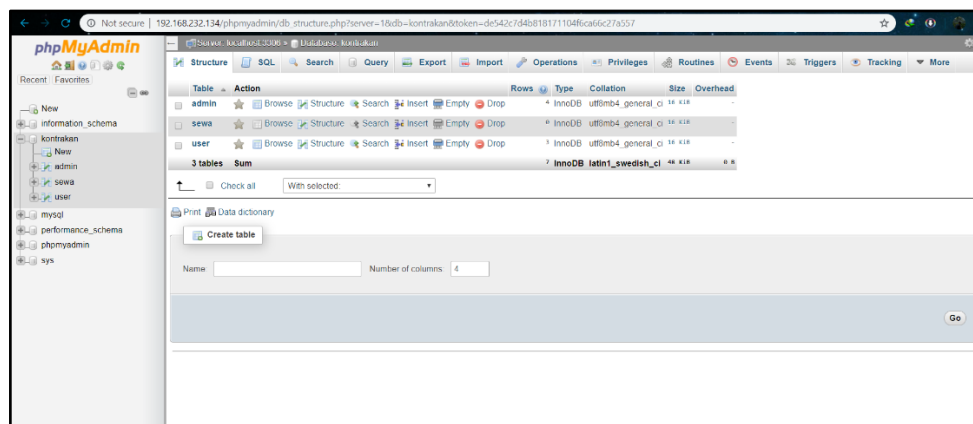 Not secure | 192.168.232.134/phpmyadmin/db_structure.php?server=1&db=kontrakan&token=de542c7d4b818171104f6ca66c27a557
phpMyAdmin
Recent Favorites
New
information_schema
kontrakan
New
admin
sewa
user
mysql
performance_schema
phpmyadmin
sys
Server: localhost:3306 » Database: kontrakan
Structure SQL Search Query Export Import Operations Privileges Routines Events Triggers Tracking More
Table Action Rows Type Collation Size Overhead
admin Browse Structure Search Insert Empty Drop 4 InnoDB utf8mb4_general_ci 16 KiB -
sewa Browse Structure Search Insert Empty Drop InnoDB utf8mb4_general_ci 16 KiB -
user Browse Structure Search Insert Empty Drop InnoDB utf8mb4_general_ci 16 KiB -
3 tables Sum 7 InnoDB latin1_swedish_ci 48 KiB 0 B
Check all With selected:
Print Data dictionary
Create table
Name: Number of columns: 4
Go